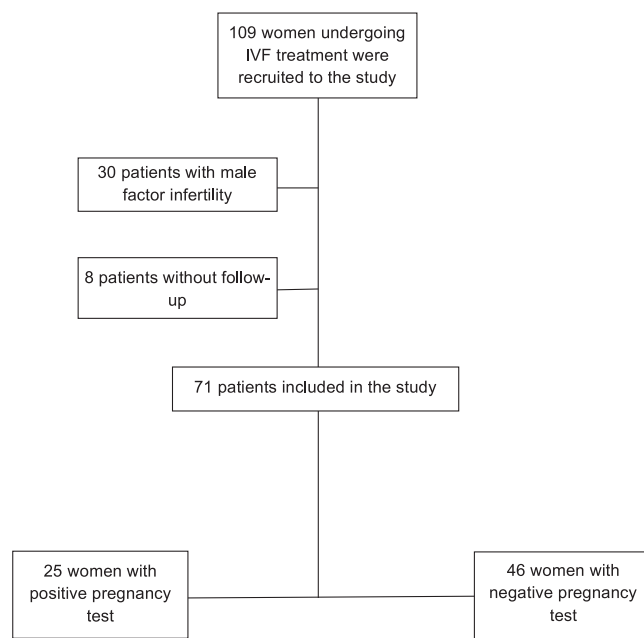 109 women undergoing
IVF treatment were
recruited to the study
30 patients with male
factor infertility
8 patients without follow-
up
71 patients included in the study
25 women with
positive pregnancy
test
46 women with
negative pregnancy
test